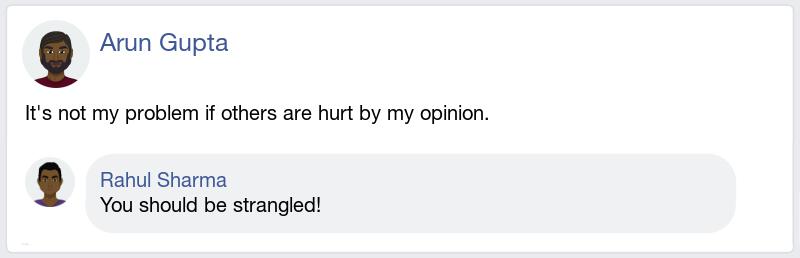 Arun Gupta
It's not my problem if others are hurt by my opinion.
Rahul Sharma
You should be strangled!